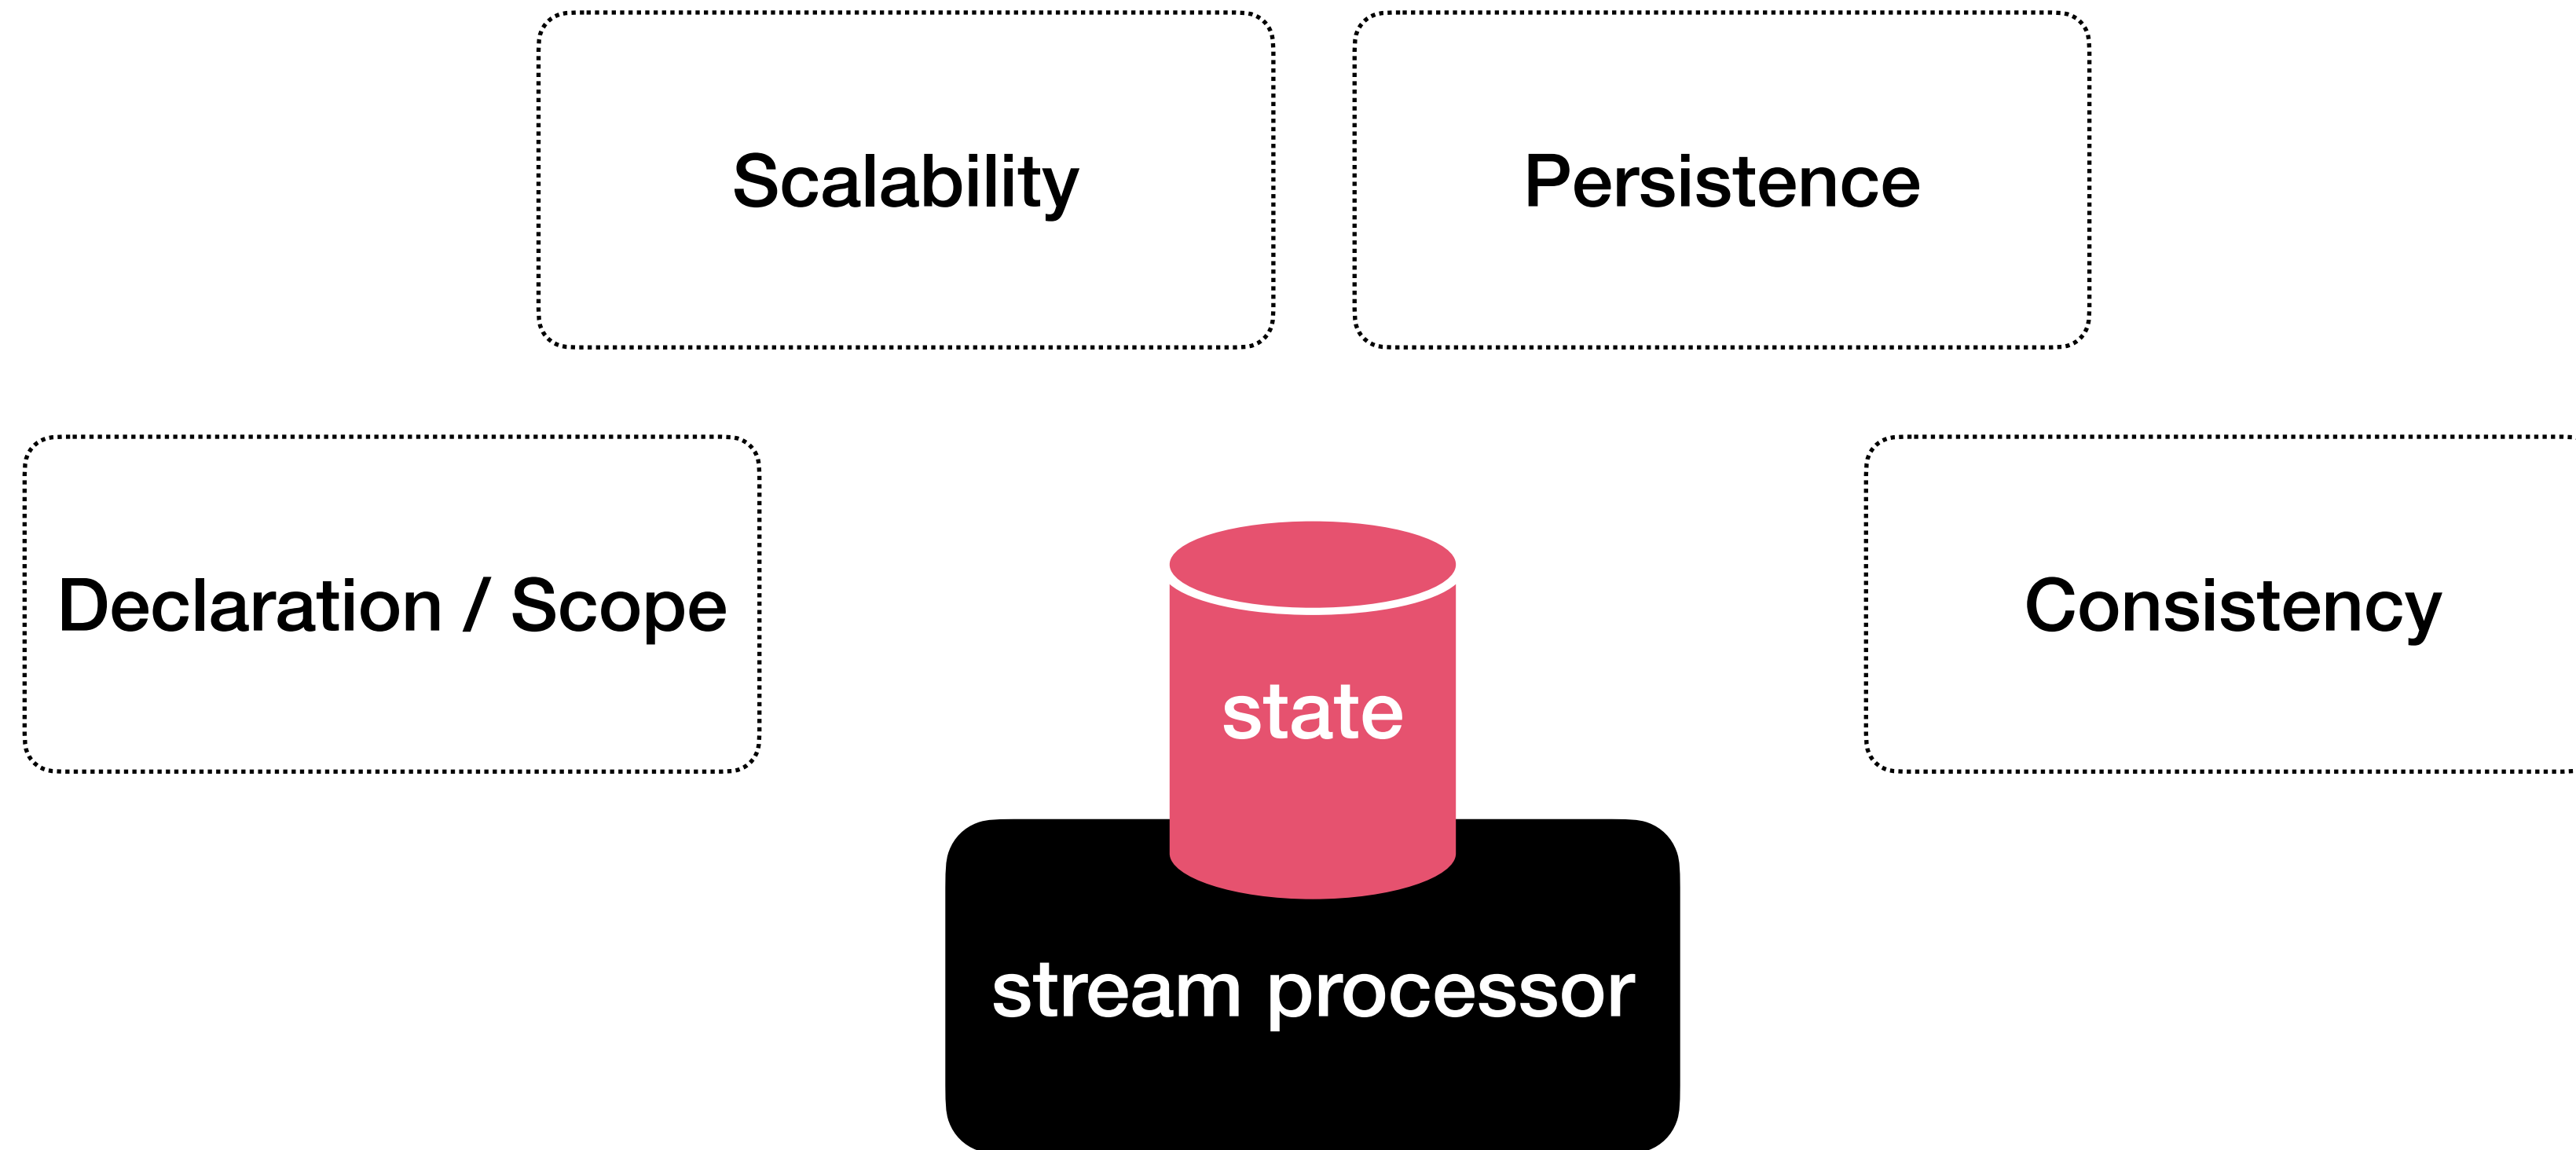 Scalability
Persistence
Declaration / Scope
Consistency
state
stream processor